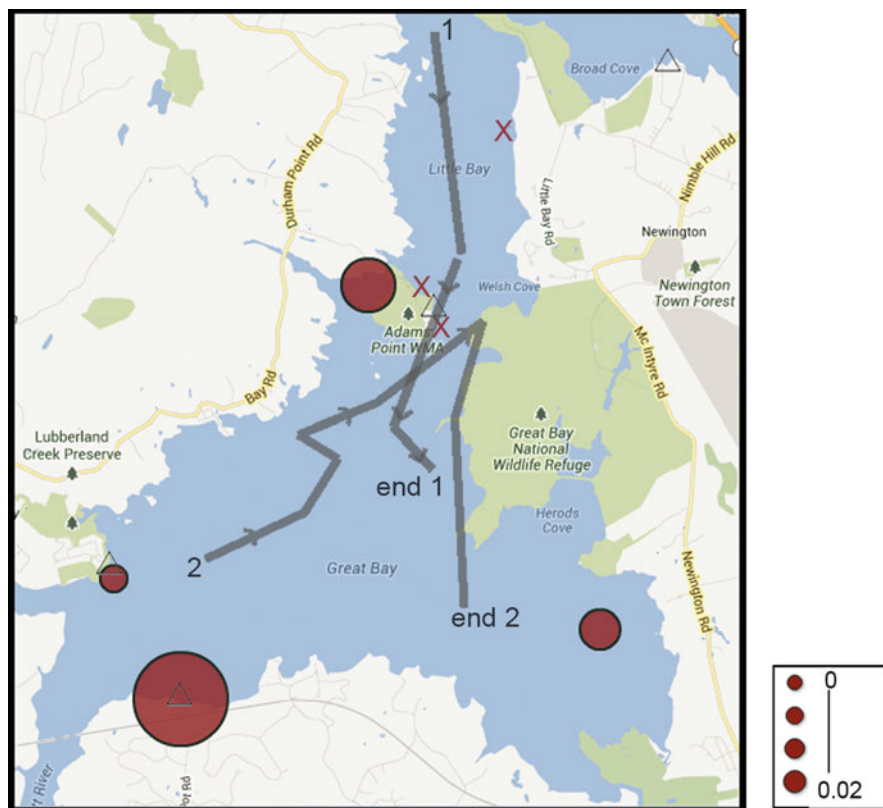 1
Broad Cove
X
Durham Point Rd
Little Bay
Little Bay Rd
Nimble Hill Rd
Newington
X
Welsh Cove
Newington
Town Forest
Adams
Point WMA
X
Mc Intyre Rd
Bay Rd
Lubberland
Creek Preserve
Great Bay
National
Wildlife Refuge
end 1
Herods
Cove
2
Great Bay
Newington Rd
end 2
0
0.02